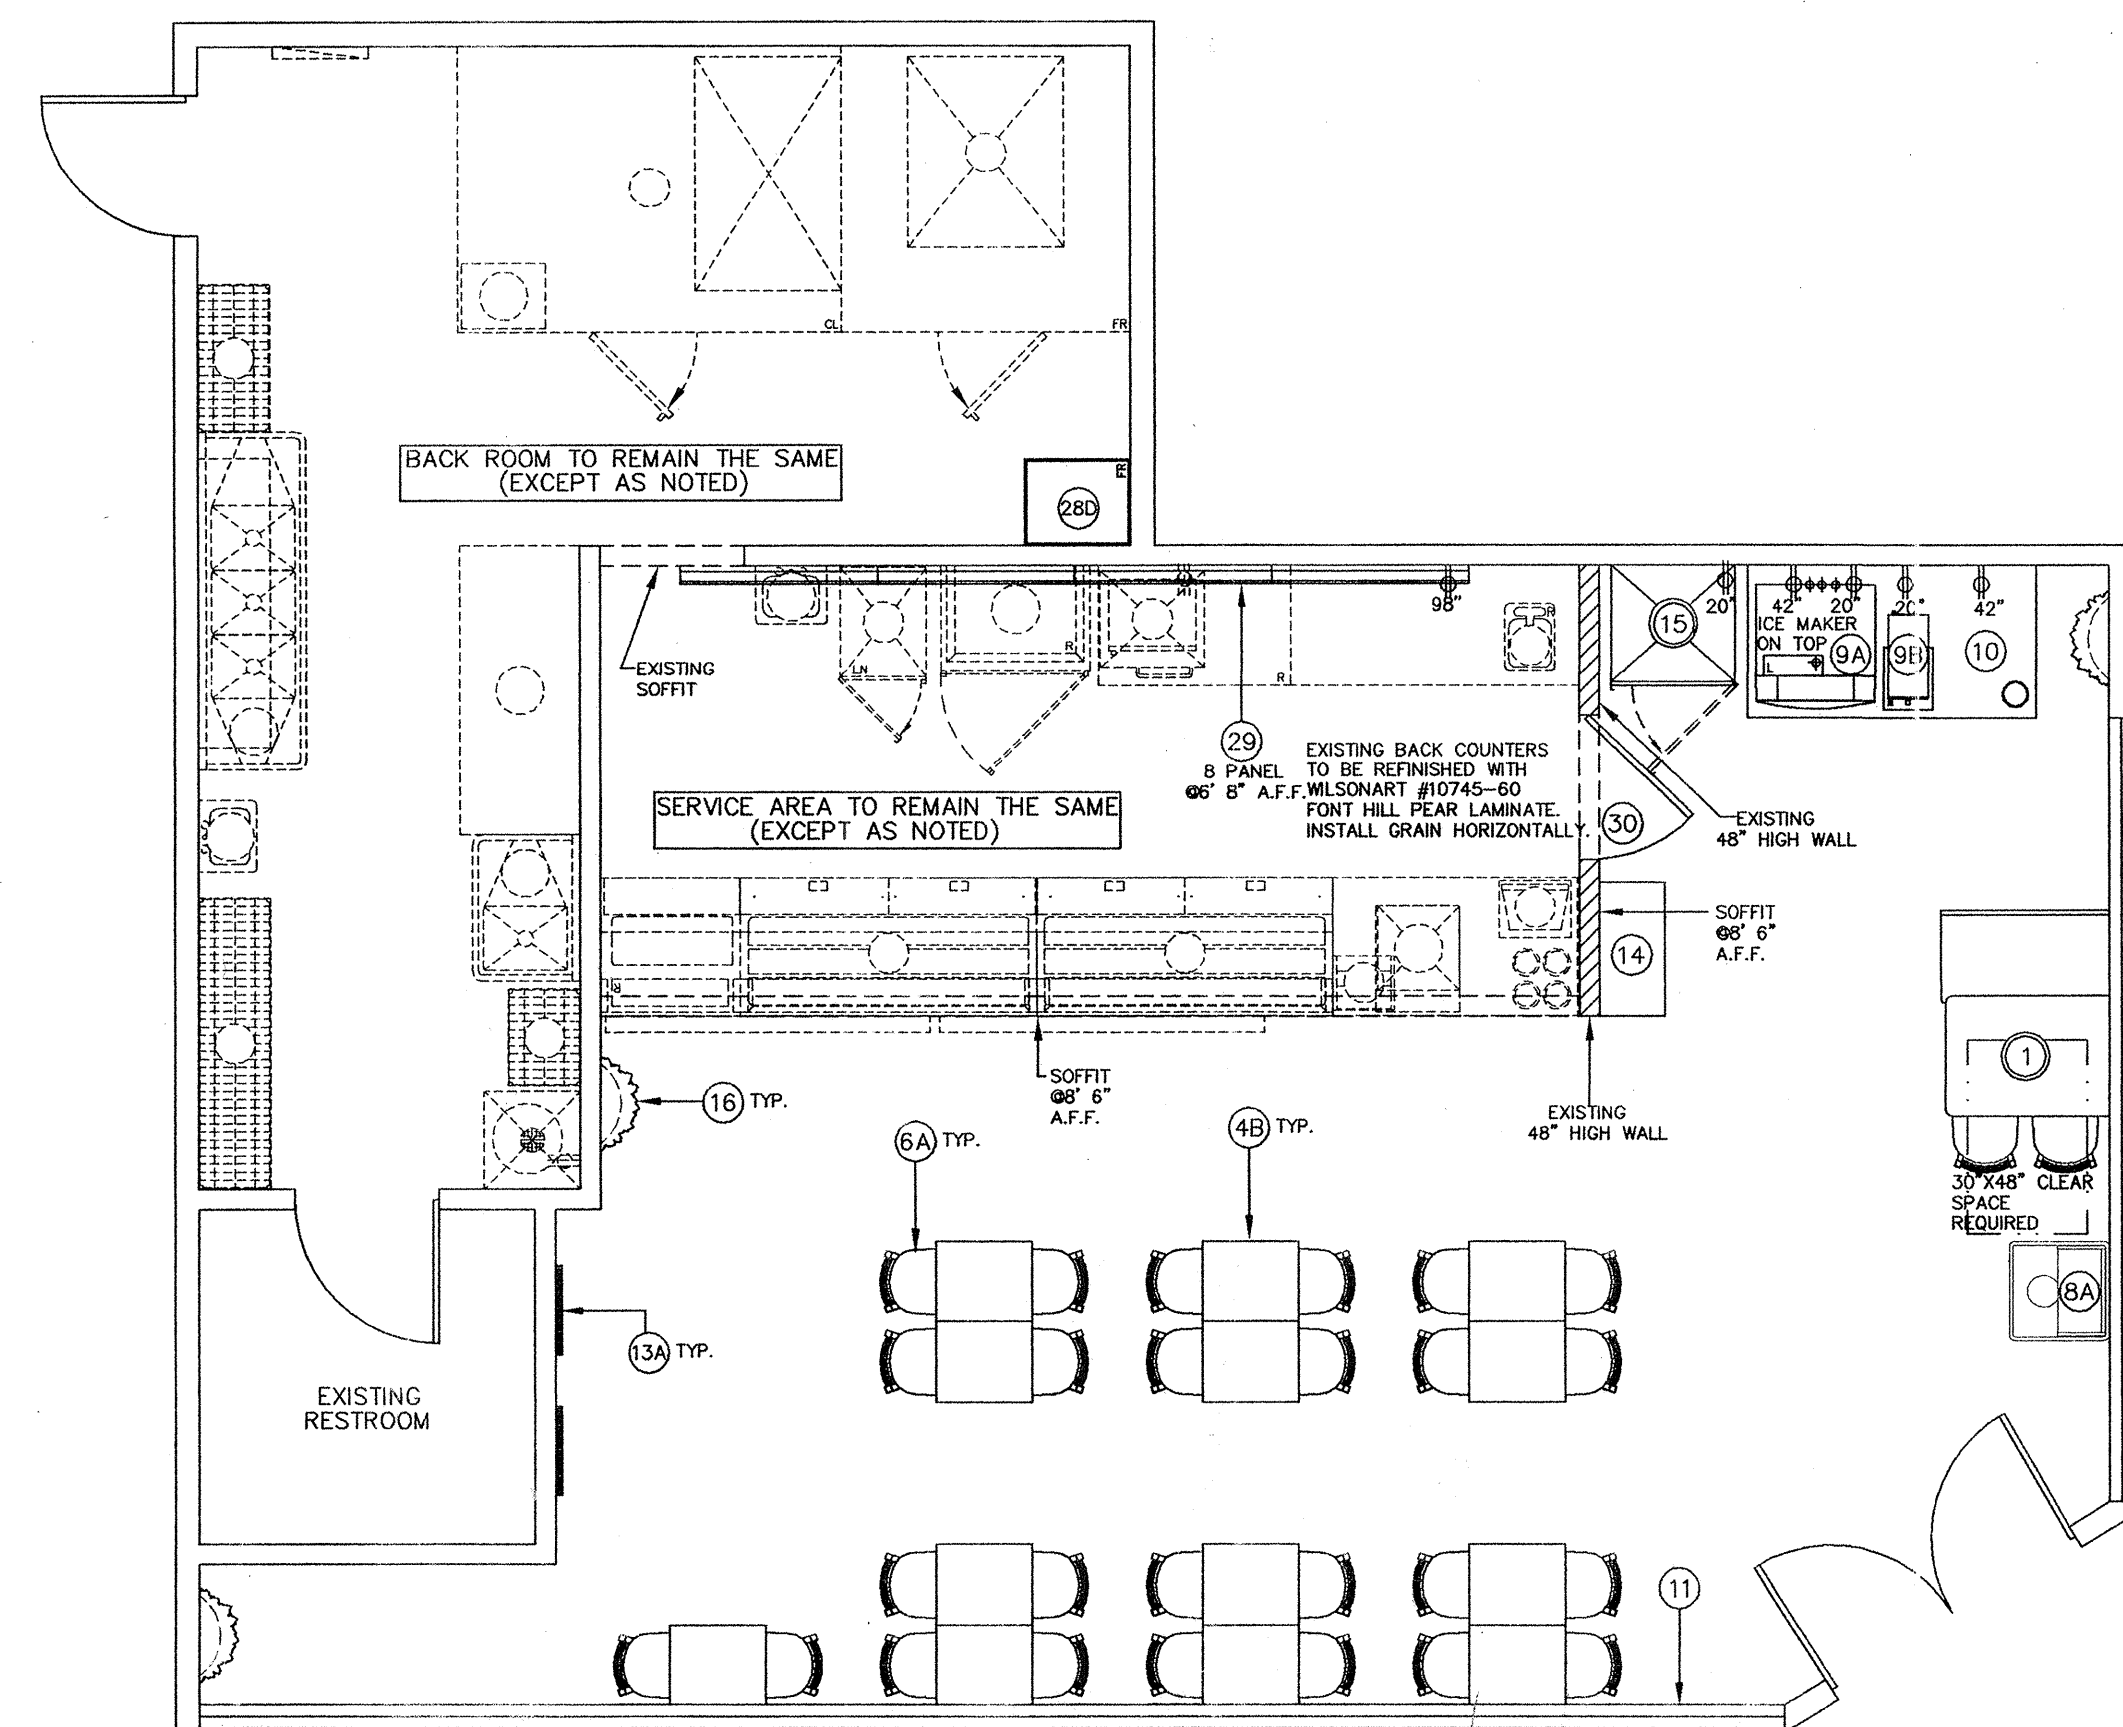 CL
FR
BACK ROOM TO REMAIN THE SAME
(EXCEPT AS NOTED)
FR
28D
EXISTING
SOFFIT
LN
R
R
98"
R
15
20"
42"
20"
20"
42"
ICE MAKER
ON TOP
L
9A
9B
10
29
8 PANEL
@6' 8" A.F.F.
EXISTING BACK COUNTERS
TO BE REFINISHED WITH
WILSONART #10745-60
FONT HILL PEAR LAMINATE.
INSTALL GRAIN HORIZONTALLY.
30
EXISTING
48" HIGH WALL
SERVICE AREA TO REMAIN THE SAME
(EXCEPT AS NOTED)
R
14
SOFFIT
@8' 6"
A.F.F.
SOFFIT
@8' 6"
A.F.F.
EXISTING
48" HIGH WALL
1
30"X48" CLEAR
SPACE
REQUIRED
8A
16 TYP.
6A TYP.
4B TYP.
13A TYP.
EXISTING
RESTROOM
11